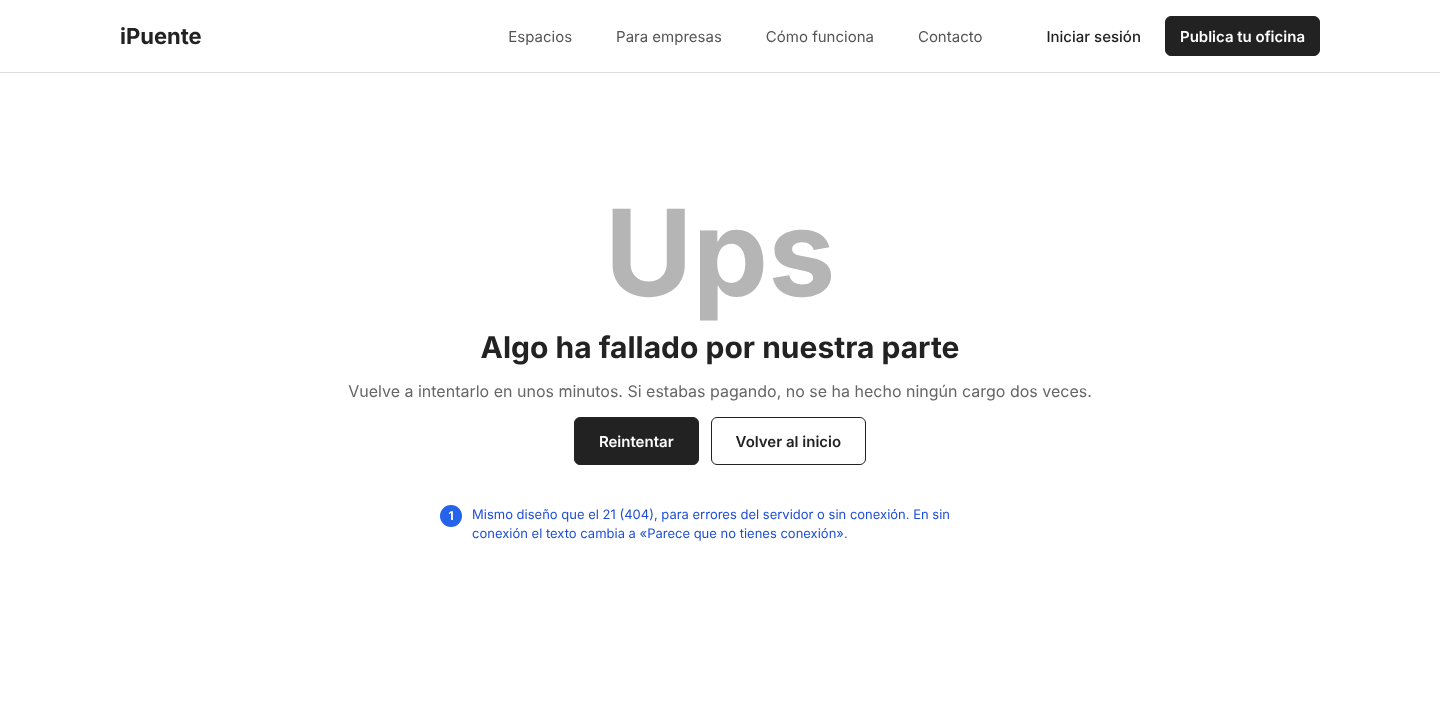 iPuente
Espacios
Para empresas
Cómo funciona
Contacto
Iniciar sesión
Publica tu oficina
Ups
Algo ha fallado por nuestra parte
Vuelve a intentarlo en unos minutos. Si estabas pagando, no se ha hecho ningún cargo dos veces.
Reintentar
Volver al inicio
1
Mismo diseño que el 21 (404), para errores del servidor o sin conexión. En sin
conexión el texto cambia a «Parece que no tienes conexión».